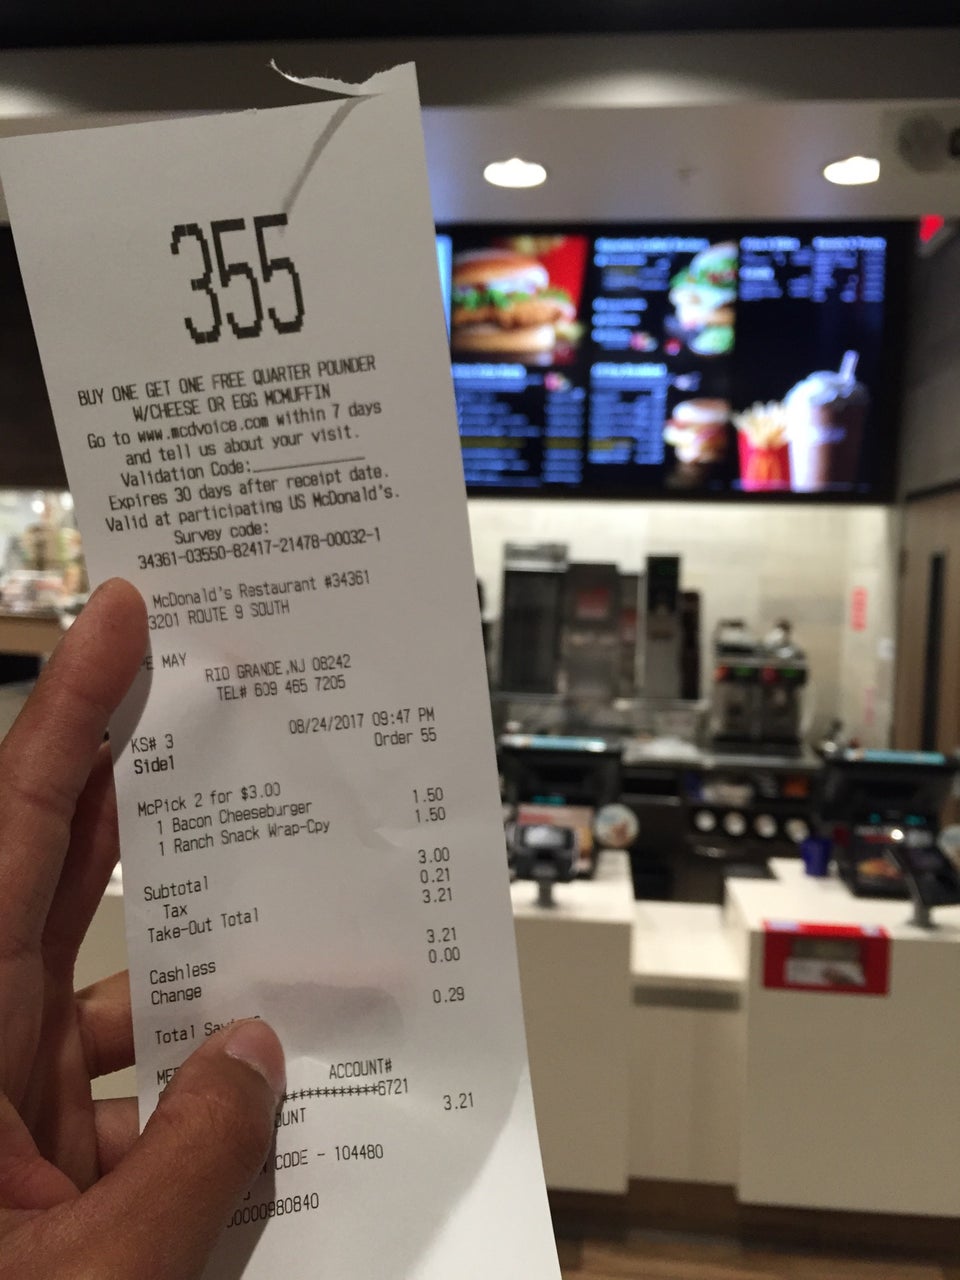 355
BUY ONE GET ONE FREE QUARTER POUNDER
W/CHEESE OR EGG MCMUFFIN
Go to www.mcdvoice.com within 7 days
and tell us about your visit.
Validation Code:____________
Expires 30 days after receipt date.
Valid at participating US McDonald's.
Survey code:
34361-03550-82417-21478-00032-1
McDonald's Restaurant #34361
3201 ROUTE 9 SOUTH
E MAY
RIO GRANDE,NJ 08242
TEL# 609 465 7205
KS# 3 08/24/2017 09:47 PM
Side1 Order 55
McPick 2 for $3.00
1 Bacon Cheeseburger 1.50
1 Ranch Snack Wrap-Cpy 1.50
Subtotal 3.00
Tax 0.21
Take-Out Total 3.21
Cashless 3.21
Change 0.00
Total 0.29
ACCOUNT#
************6721
OUNT 3.21
CODE - 104480
00000980840